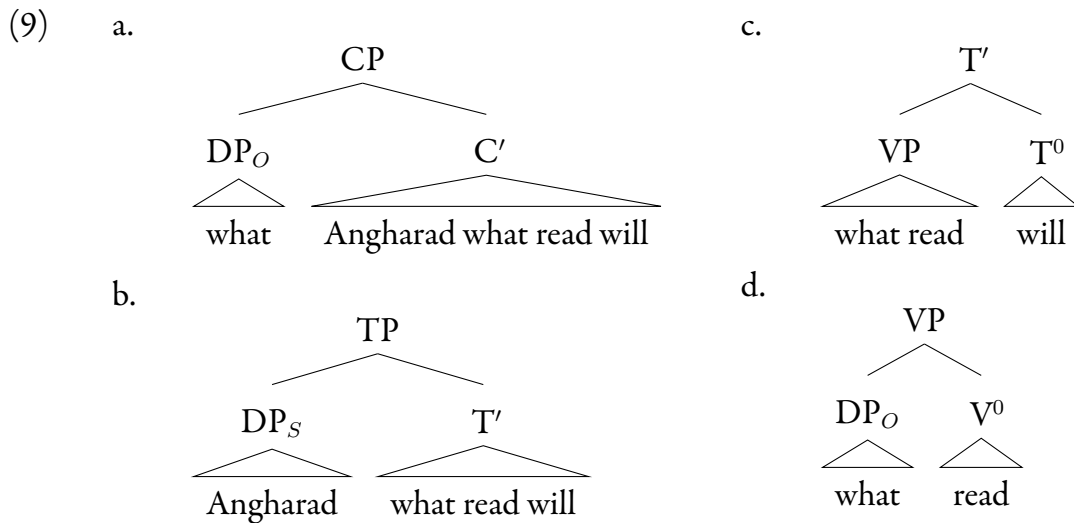 (9) a.
CP
DP_O C′
what Angharad what read will
b.
TP
DP_S T′
Angharad what read will
c.
T′
VP T⁰
what read will
d.
VP
DP_O V⁰
what read